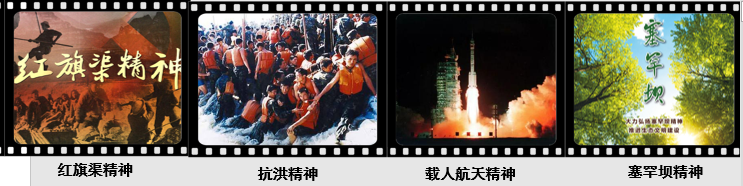 红旗渠精神
塞
罕
坝
大力弘扬塞罕坝精神
推进生态文明建设
红旗渠精神
坑洪精神
载人航天精神
塞罕坝精神